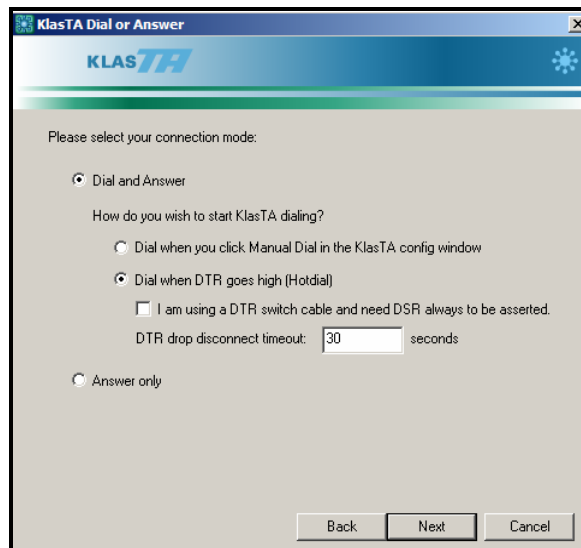 KlasTA Dial or Answer
KLASTA
Please select your connection mode:
Dial and Answer
How do you wish to start KlasTA dialing?
Dial when you click Manual Dial in the KlasTA config window
Dial when DTR goes high (Hotdial)
I am using a DTR switch cable and need DSR always to be asserted.
DTR drop disconnect timeout: 30 seconds
Answer only
Back Next Cancel